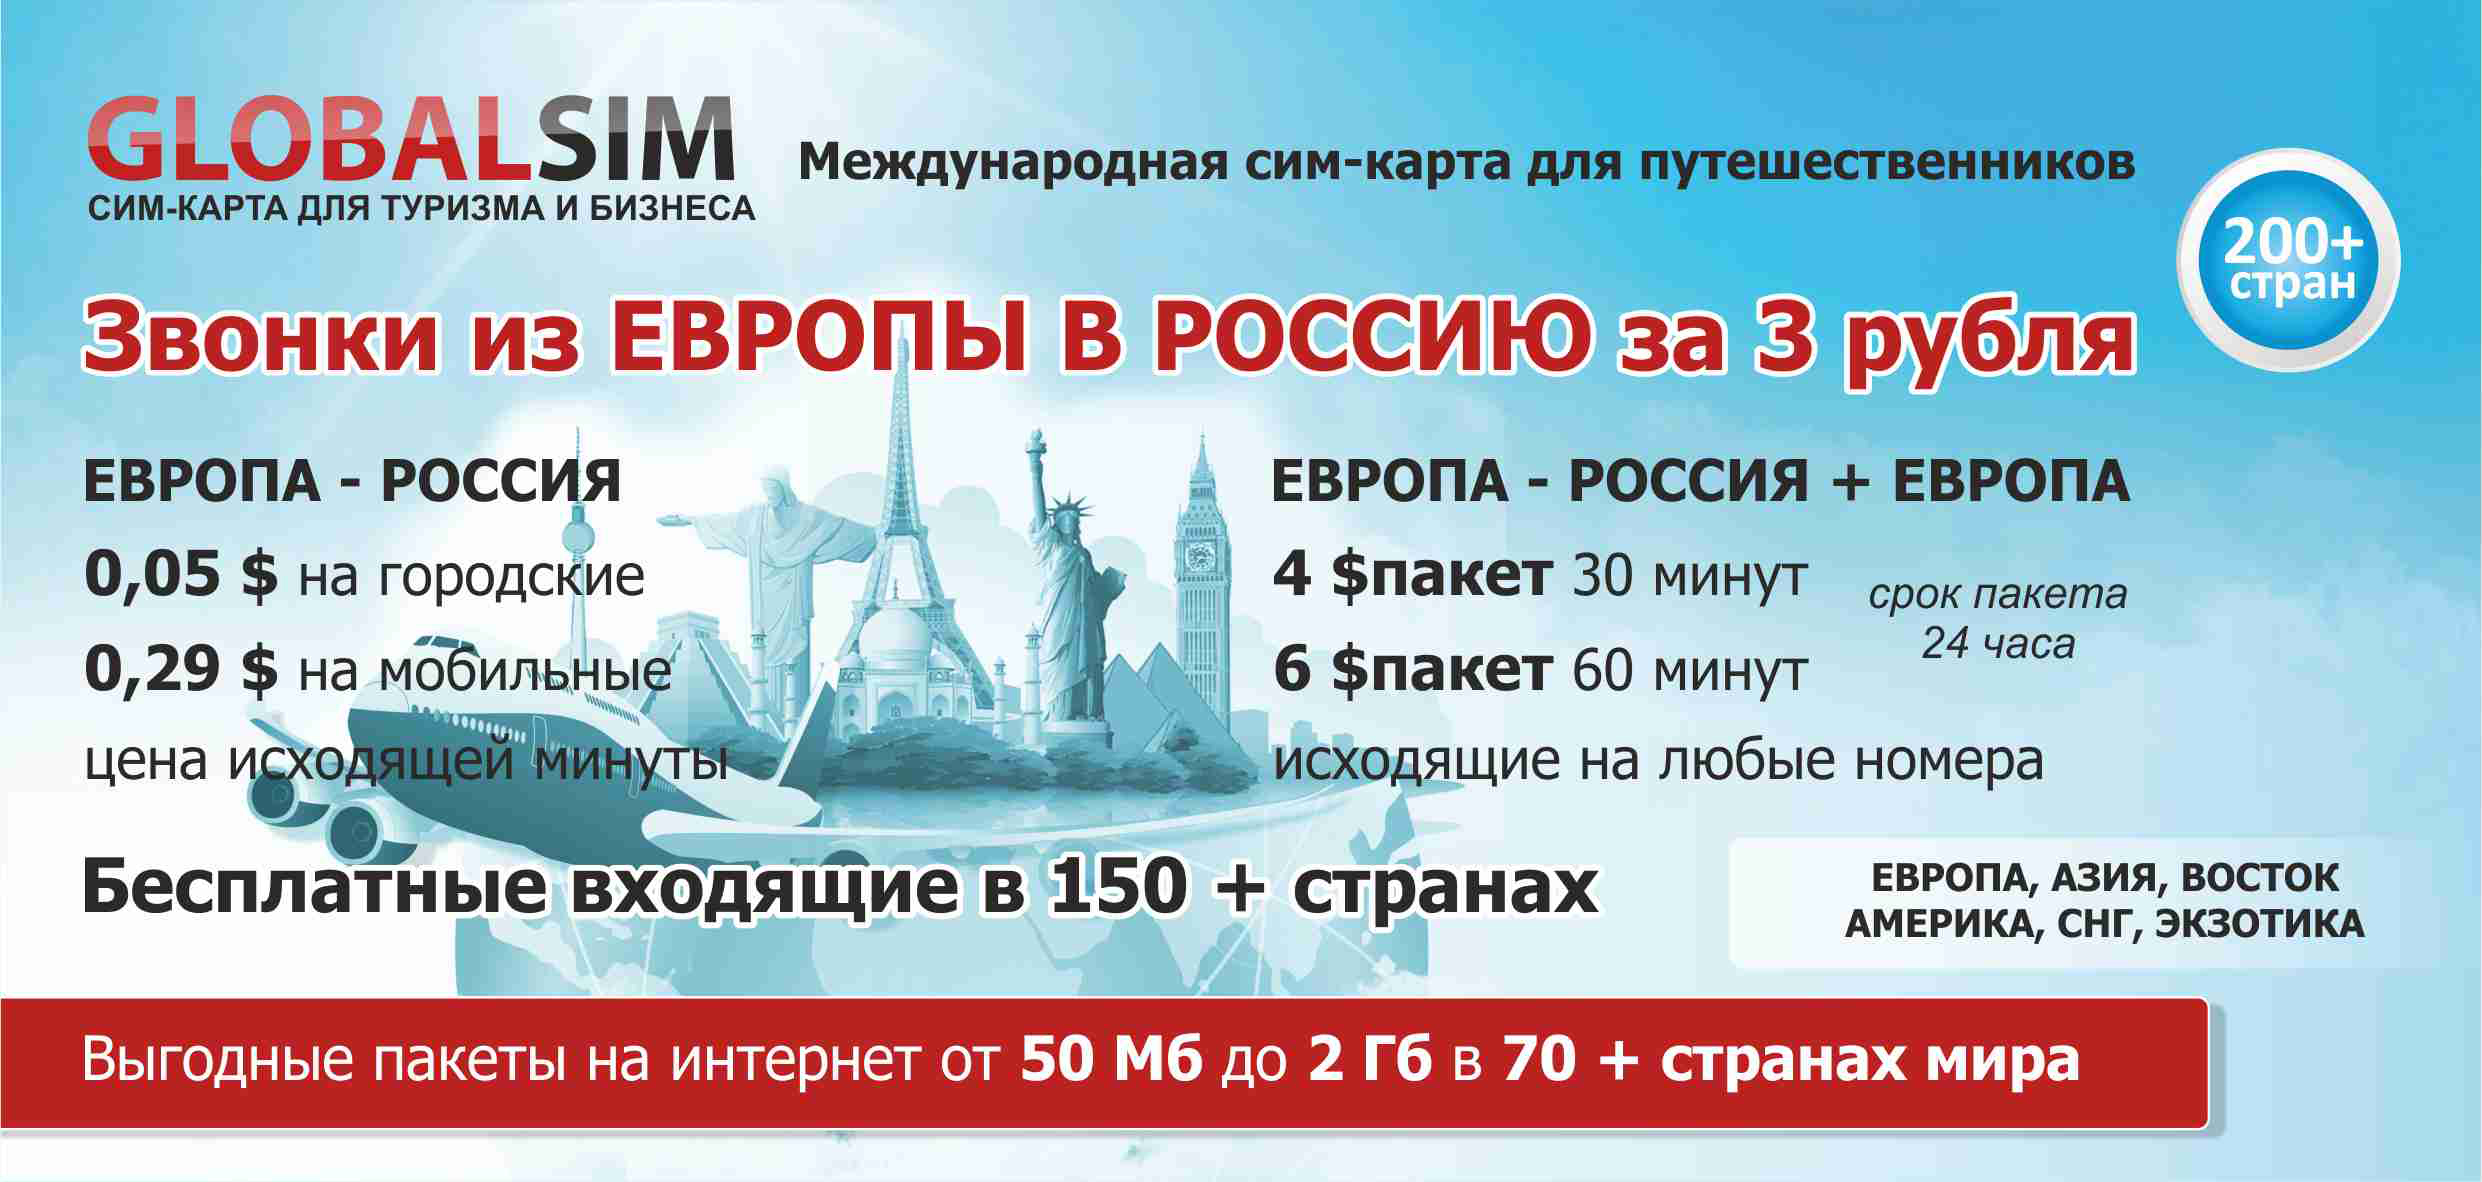 GLOBALSIM
СИМ-КАРТА ДЛЯ ТУРИЗМА И БИЗНЕСА
Международная сим-карта для путешественников
200+
стран
Звонки из ЕВРОПЫ В РОССИЮ за 3 рубля
ЕВРОПА - РОССИЯ
0,05 $ на городские
0,29 $ на мобильные
цена исходящей минуты
ЕВРОПА - РОССИЯ + ЕВРОПА
4 $пакет 30 минут
6 $пакет 60 минут
срок пакета
24 часа
исходящие на любые номера
Бесплатные входящие в 150 + странах
ЕВРОПА, АЗИЯ, ВОСТОК
АМЕРИКА, СНГ, ЭКЗОТИКА
Выгодные пакеты на интернет от 50 Мб до 2 Гб в 70 + странах мира